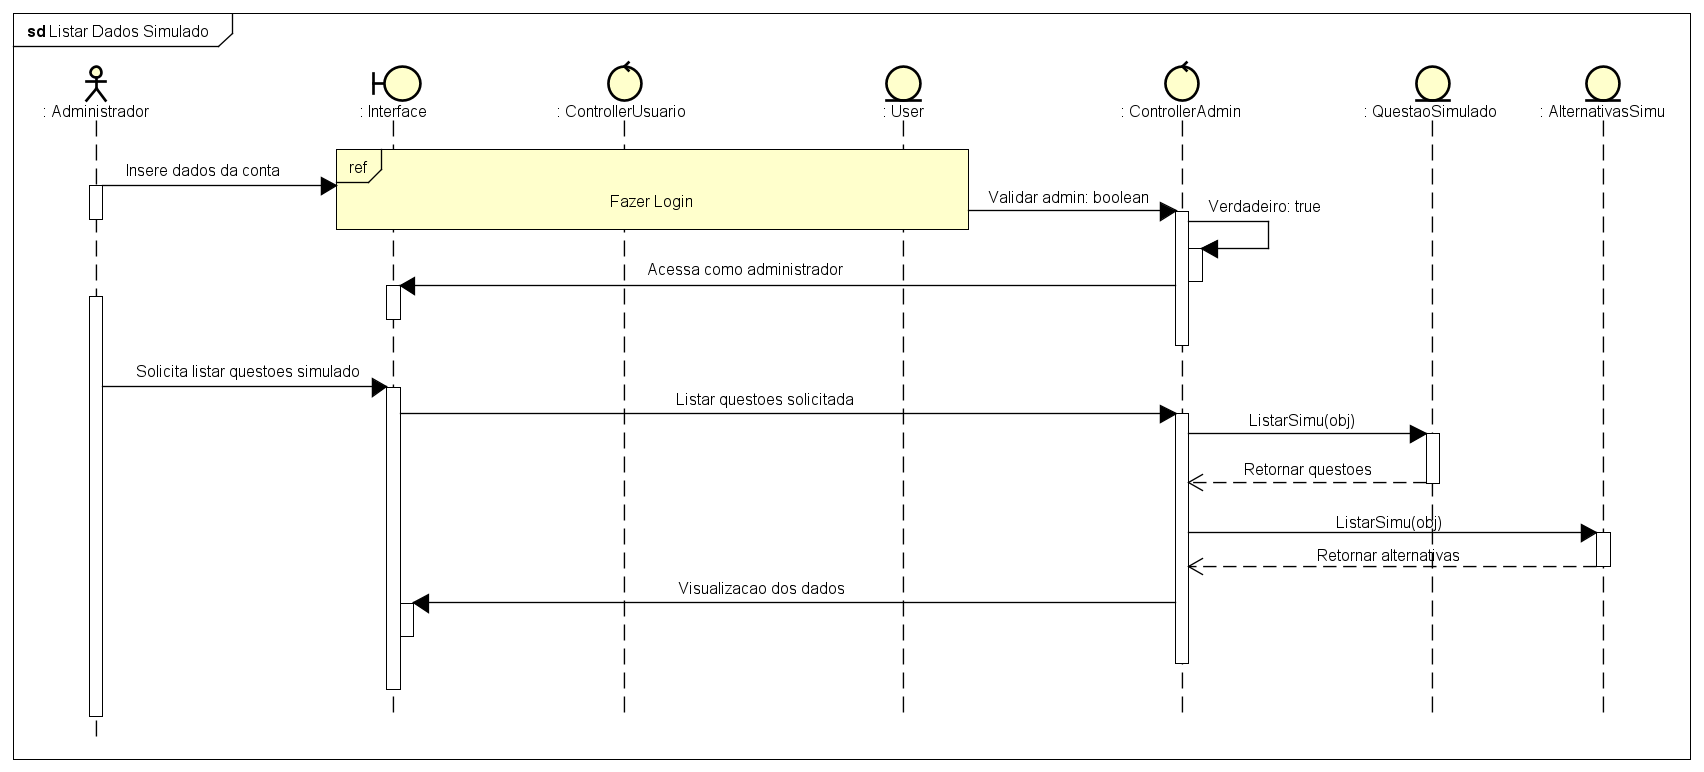 sd Listar Dados Simulado
: Administrador
: Interface
: ControllerUsuario
: User
: ControllerAdmin
: QuestaoSimulado
: AlternativasSimu
ref
Insere dados da conta
Fazer Login
Validar admin: boolean
Verdadeiro: true
Acessa como administrador
Solicita listar questoes simulado
Listar questoes solicitada
ListarSimu(obj)
Retornar questoes
ListarSimu(obj)
Retornar alternativas
Visualizacao dos dados